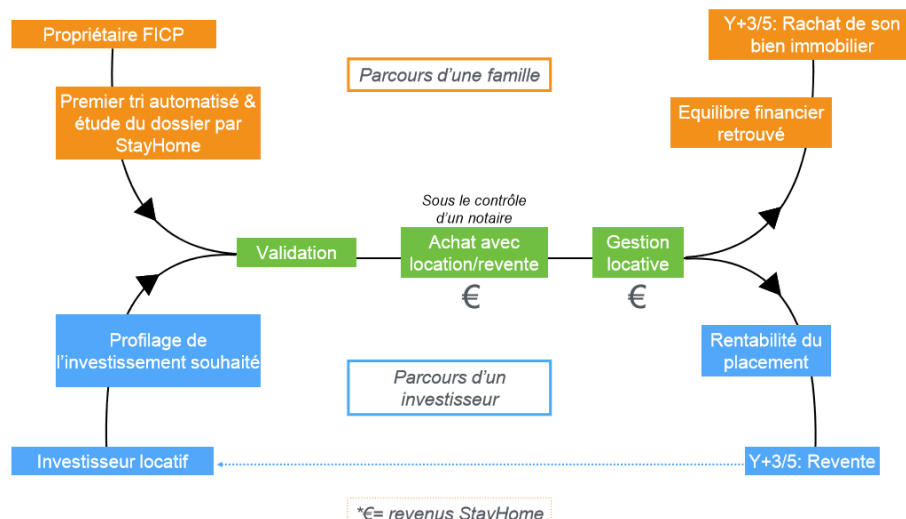 Propriétaire FICP
Y+3/5: Rachat de son
bien immobilier
Parcours d'une famille
Premier tri automatisé &
étude du dossier par
StayHome
Equilibre financier
retrouvé
Sous le contrôle
d'un notaire
Validation
Achat avec
location/revente
Gestion
locative
€
€
Profilage de
l'investissement souhaité
Rentabilité du
placement
Parcours d'un
investisseur
Investisseur locatif
Y+3/5: Revente
*€= revenus StayHome